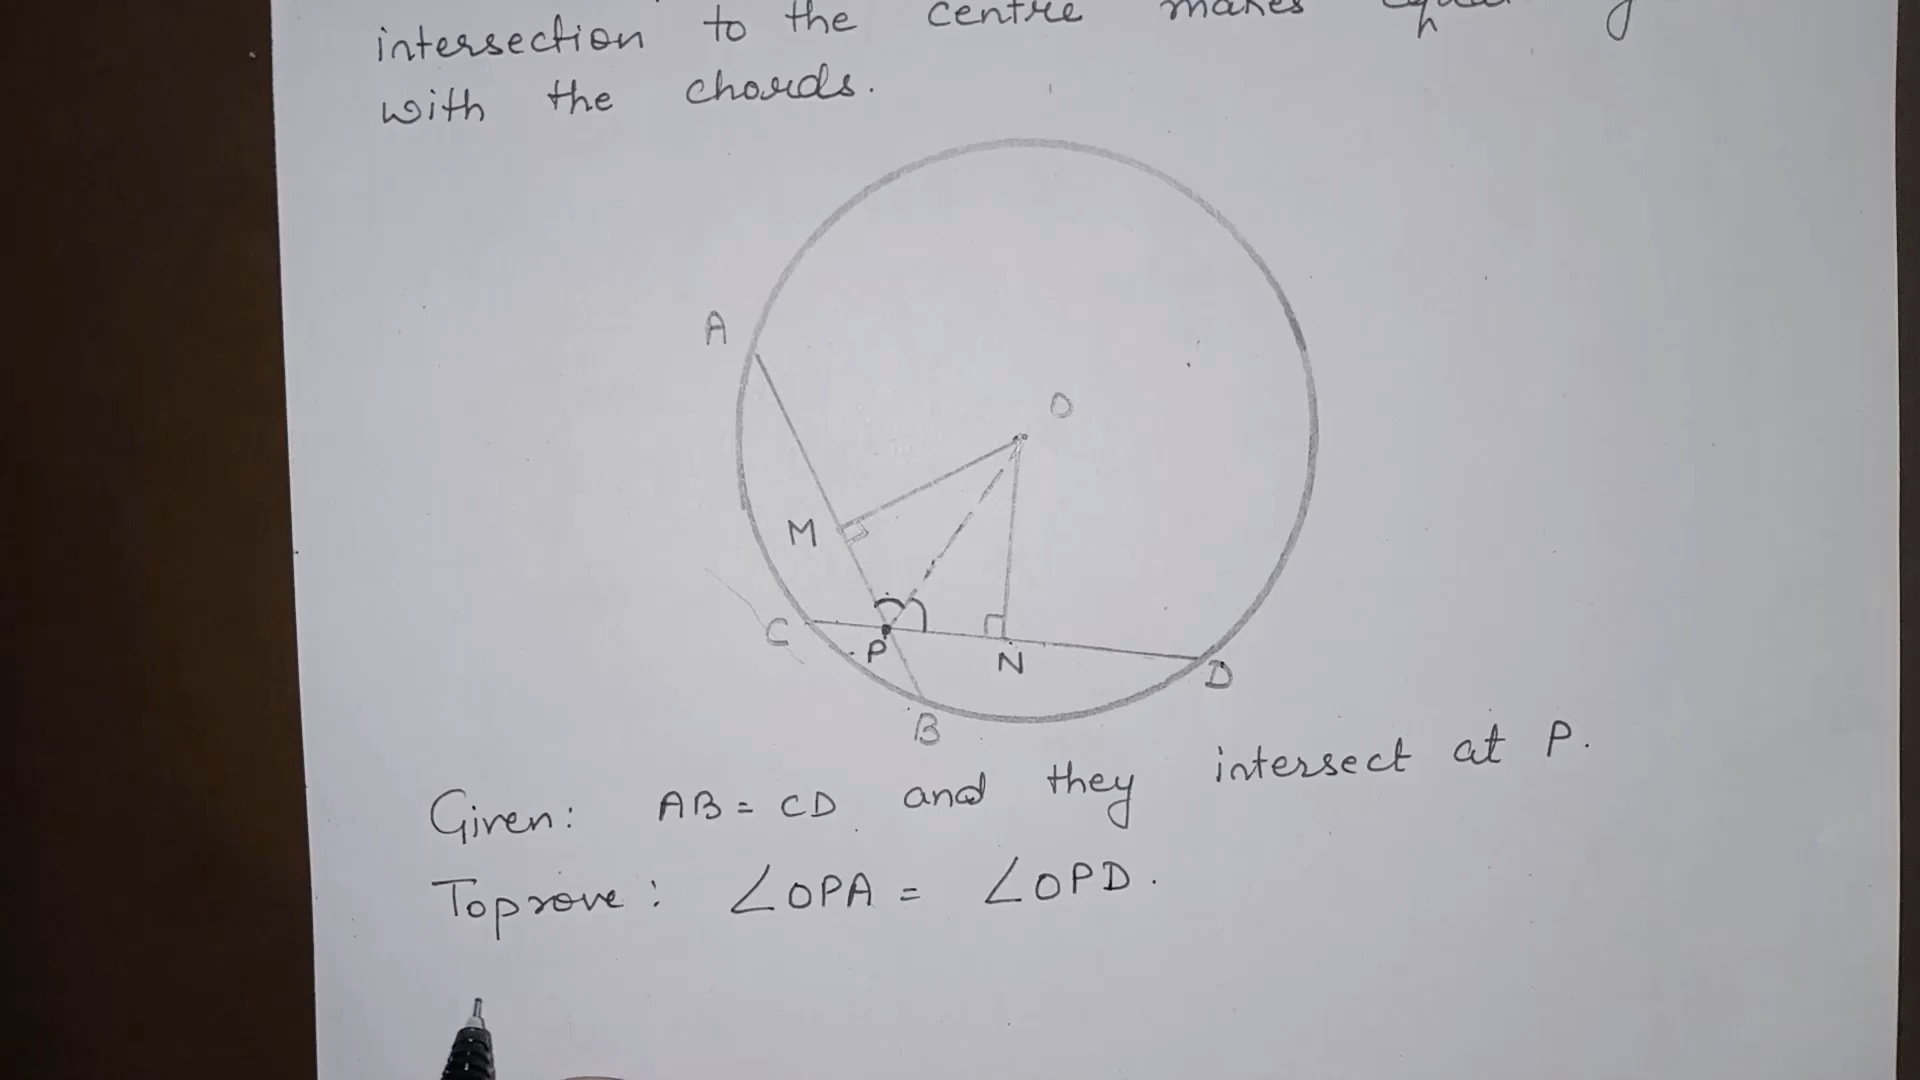 intersection to the centre makes
with the chords.
A
O
M
C
P
N
D
B
Given: AB = CD and they intersect at P.
To prove: ∠OPA = ∠OPD.